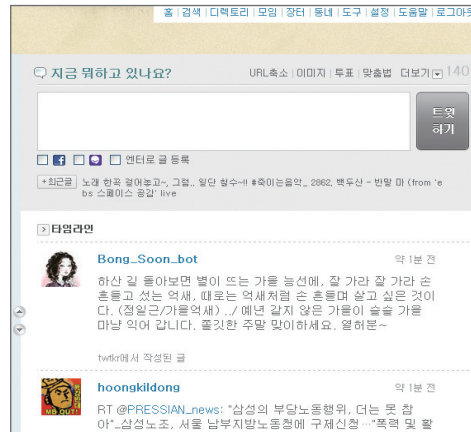 홈 | 검색 | 디렉토리 | 모임 | 장터 | 동네 | 도구 | 설정 | 도움말 | 로그아웃
지금 뭐하고 있나요? URL축소 | 이미지 | 투표 | 맞춤법 더보기 140
트윗
하기
엔터로 글 등록
+최근글 노래 한곡 걸어놓고~, 그럼.. 일단 철수~!! #죽이는음악_ 2862, 백두산 - 반말 마 (from 'e
bs 스페이스 공감' live
타임라인
Bong_Soon_bot 약 1분 전
하산 길 돌아보면 별이 뜨는 가을 능선에, 잘 가라 잘 가라 손
흔들고 섰는 억새, 때로는 억새처럼 손 흔들며 살고 싶은 것이
다. (정일근/가을억새) ../ 예년 같지 않은 가을이 슬슬 가을
마냥 익어 갑니다. 쫄깃한 주말 맞이하세요. 열허분~
twtkr에서 작성된 글
MB OUT!
hoongkildong 약 1분 전
RT @PRESSIAN_news: "삼성의 부당노동행위, 더는 못 참
아"_삼성노조, 서울 남부지방노동청에 구제신청…"폭력 및 활